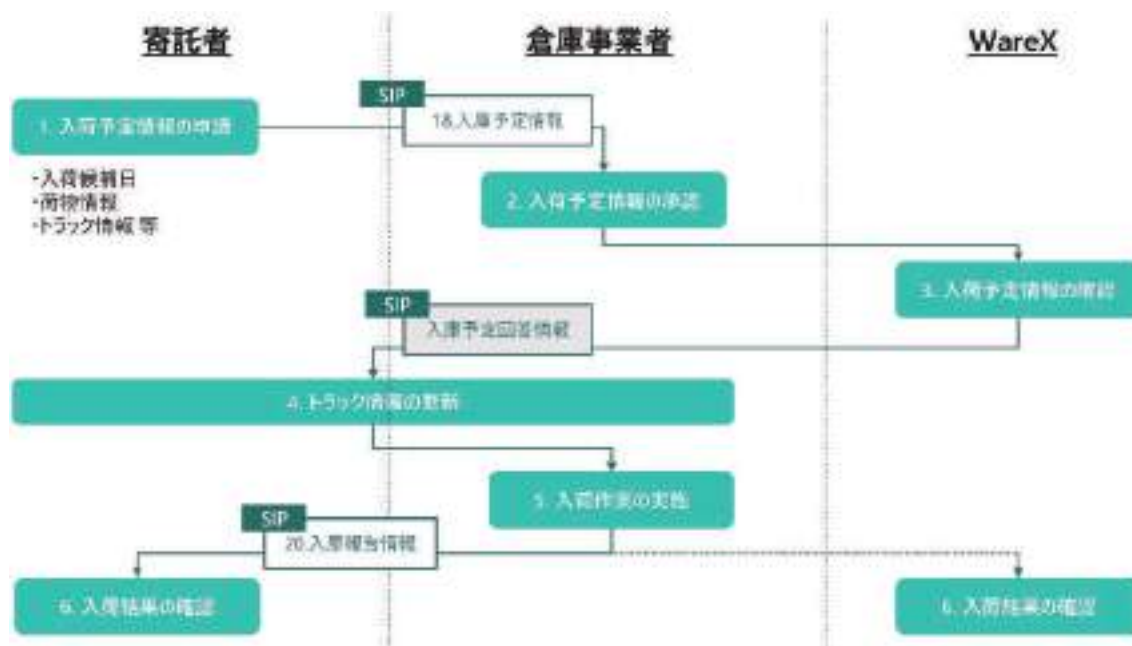 寄託者
倉庫事業者
WareX
SIP
1. 入荷予定情報の申請
18.入庫予定情報
・入荷候補日
・荷物情報
・トラック情報 等
2. 入荷予定情報の承認
3. 入荷予定情報の確認
SIP
入庫予定回答情報
4. トラック情報の更新
5. 入荷作業の実施
SIP
20.入庫報告情報
6. 入荷結果の確認
6. 入荷結果の確認